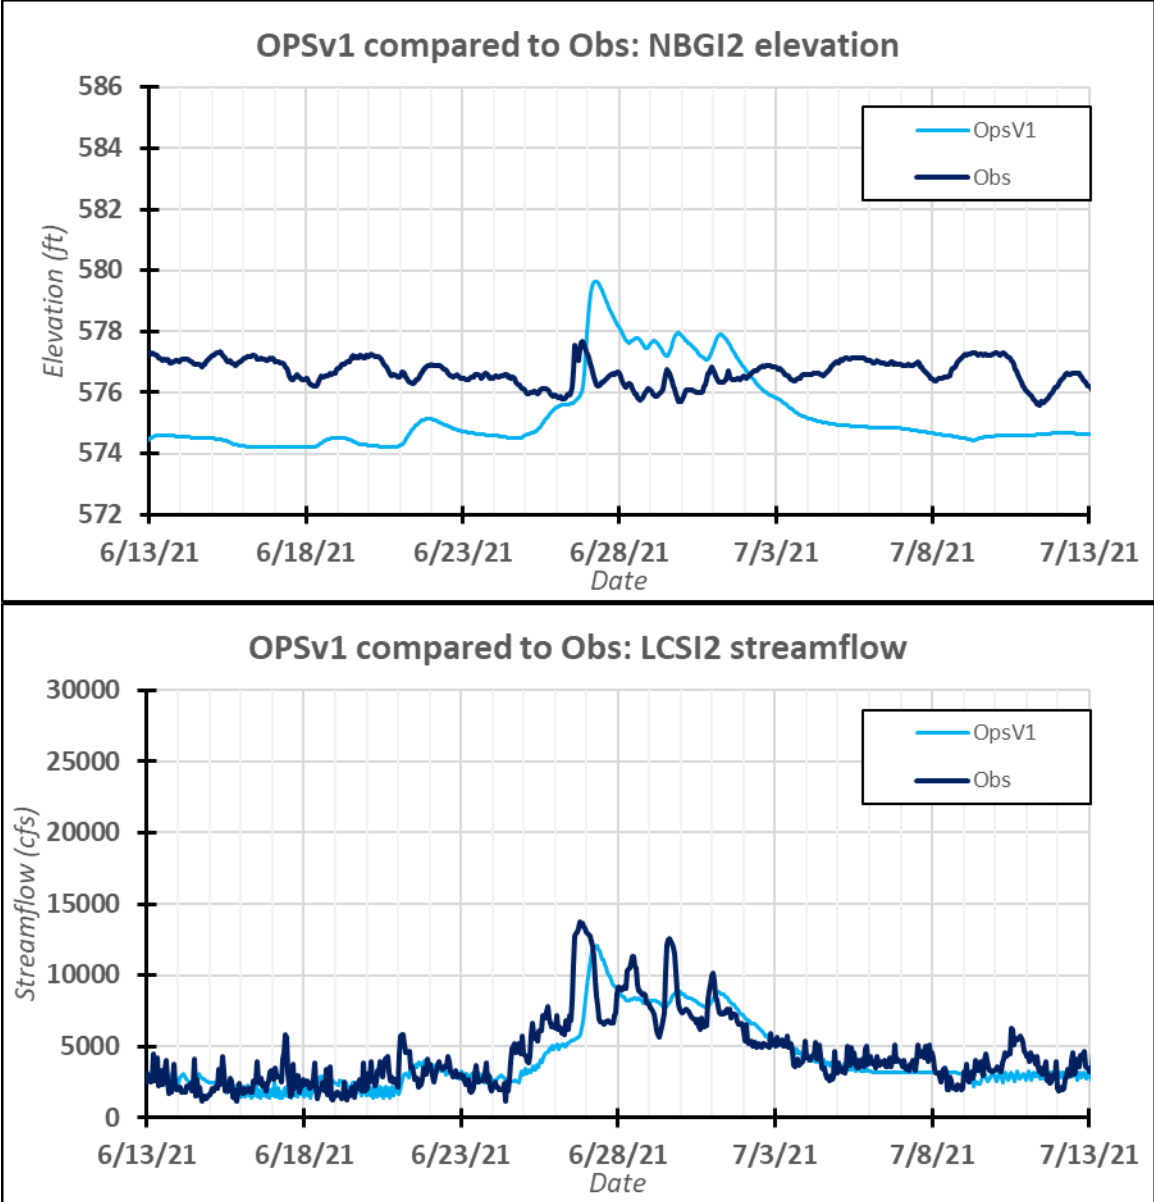 OPSv1 compared to Obs: NBGI2 elevation
586
584
582
580
578
576
574
572
Elevation (ft)
OpsV1
Obs
6/13/21 6/18/21 6/23/21 6/28/21 7/3/21 7/8/21 7/13/21
Date
OPSv1 compared to Obs: LCSI2 streamflow
30000
25000
20000
15000
10000
5000
0
Streamflow (cfs)
OpsV1
Obs
6/13/21 6/18/21 6/23/21 6/28/21 7/3/21 7/8/21 7/13/21
Date